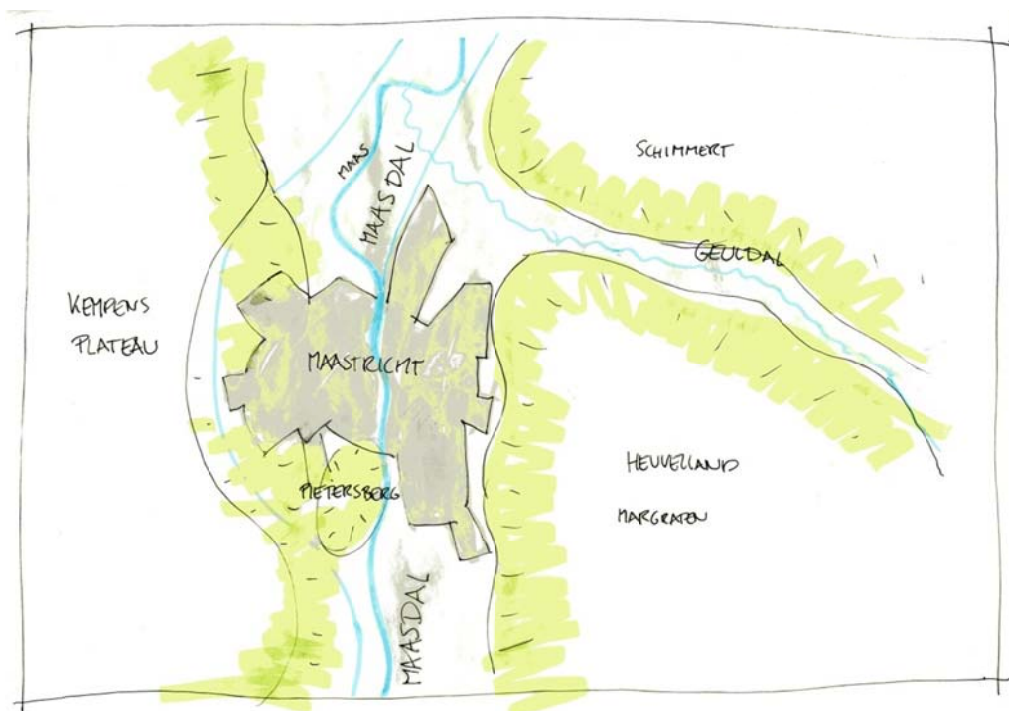 SCHIMMERT
MAAS
MAASDAL
GEULDAL
KEMPENS
PLATEAU
MAASTRICHT
HEUVELLAND
PIETERSBERG
MARGRATEN
MAASDAL